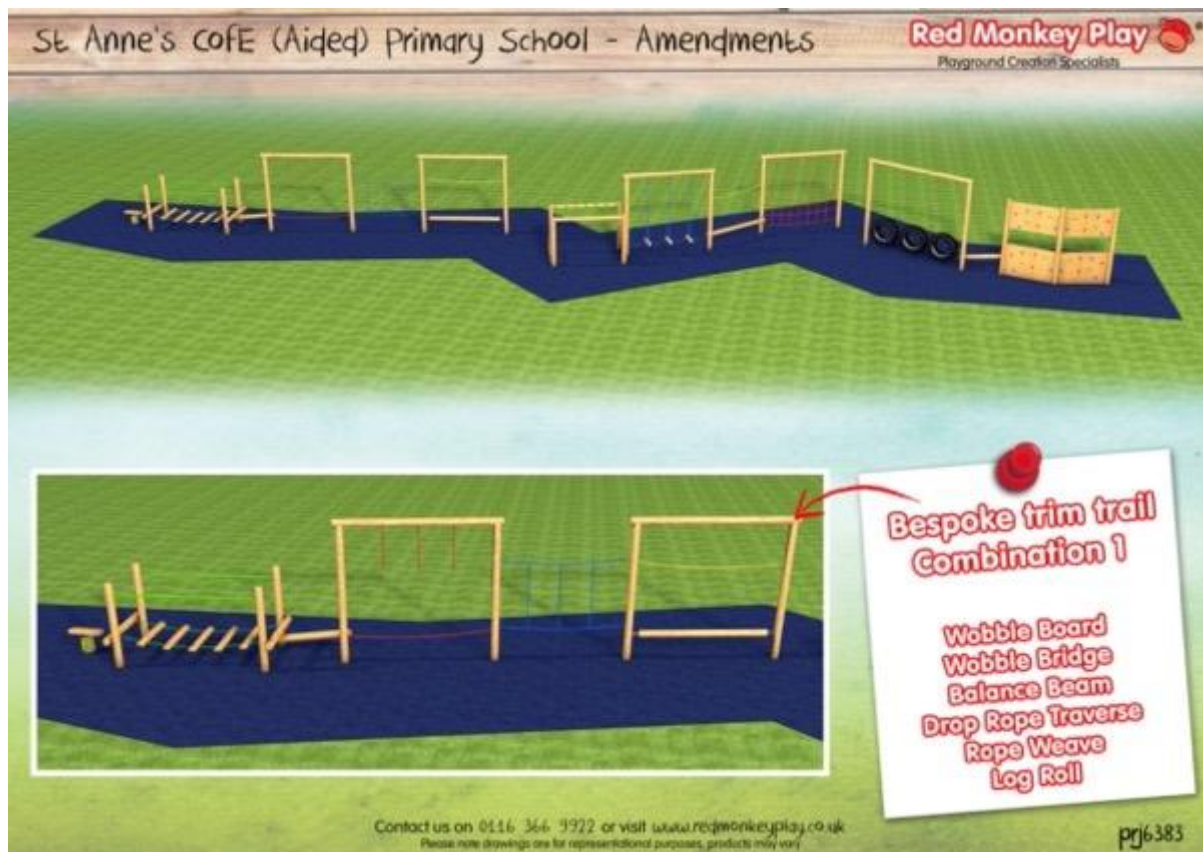 St Anne's CofE (Aided) Primary School - Amendments
Red Monkey Play
Playground Creation Specialists
Bespoke trim trail
Combination 1
Wobble Board
Wobble Bridge
Balance Beam
Drop Rope Traverse
Rope Weave
Log Roll
Contact us on 0116 366 9922 or visit www.redmonkeyplay.co.uk
Please note drawings are for representational purposes, products may vary
prj6383